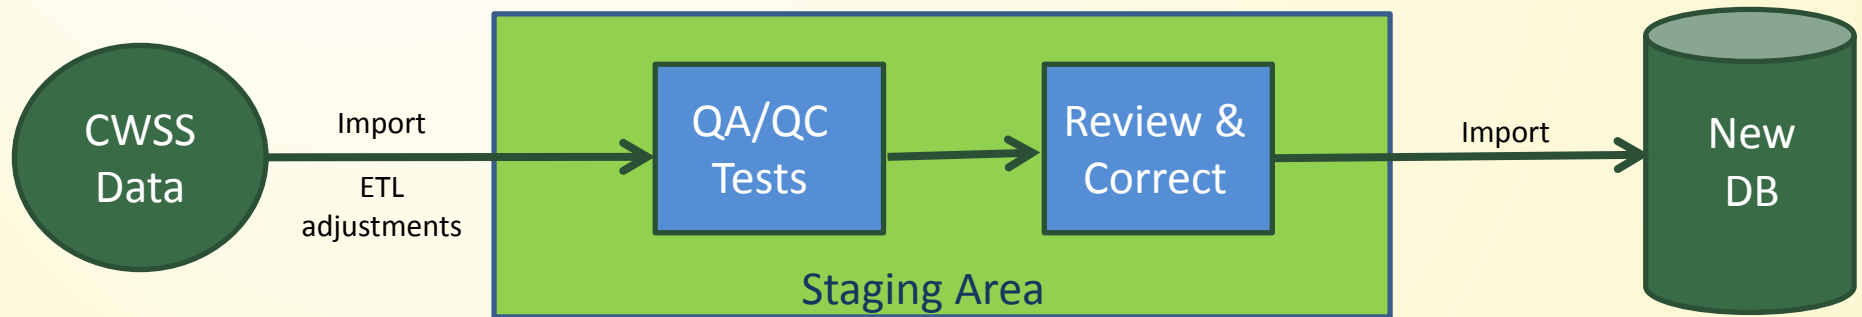 CWSS
Data
Import
ETL
adjustments
QA/QC
Tests
Review &
Correct
Staging Area
Import
New
DB